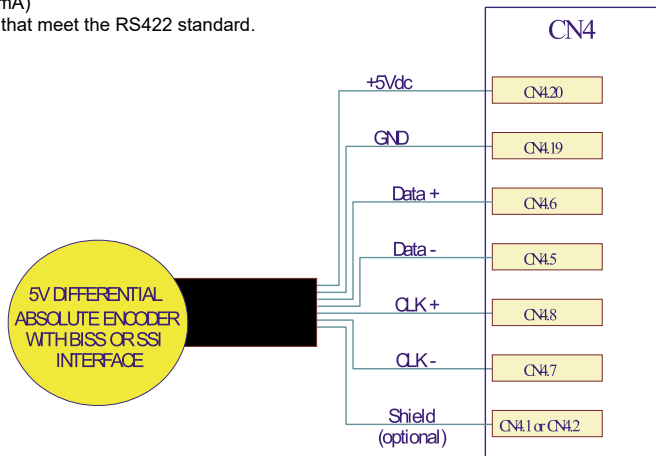 mA)
that meet the RS422 standard.
CN4
+5Vdc
CN4.20
GND
CN4.19
Data +
CN4.6
Data -
CN4.5
CLK +
CN4.8
CLK -
CN4.7
Shield
(optional)
CN4.1 or CN4.2
5V DIFFERENTIAL
ABSOLUTE ENCODER
WITH BISS OR SSI
INTERFACE